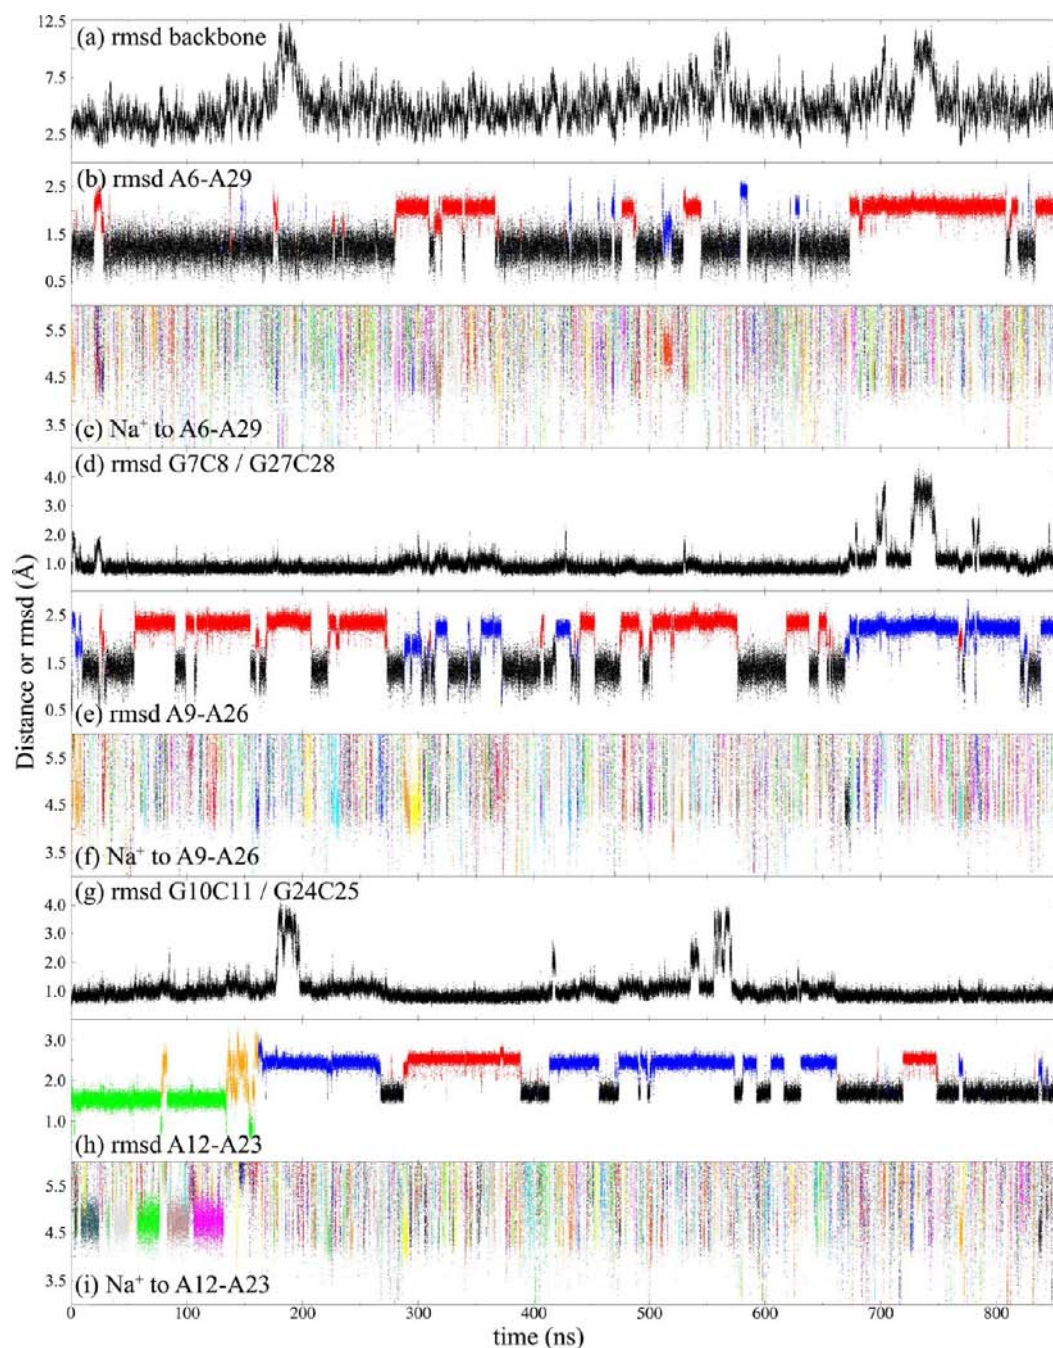 12.5
(a) rmsd backbone
7.5
2.5
2.5
(b) rmsd A6-A29
1.5
0.5
5.5
4.5
3.5
(c) Na⁺ to A6-A29
(d) rmsd G7C8 / G27C28
4.0
3.0
2.0
1.0
Distance or rmsd (Å)
2.5
1.5
0.5
(e) rmsd A9-A26
5.5
4.5
3.5
(f) Na⁺ to A9-A26
(g) rmsd G10C11 / G24C25
4.0
3.0
2.0
1.0
3.0
2.0
1.0
(h) rmsd A12-A23
5.5
4.5
3.5
(i) Na⁺ to A12-A23
0 100 200 300 400 500 600 700 800
time (ns)